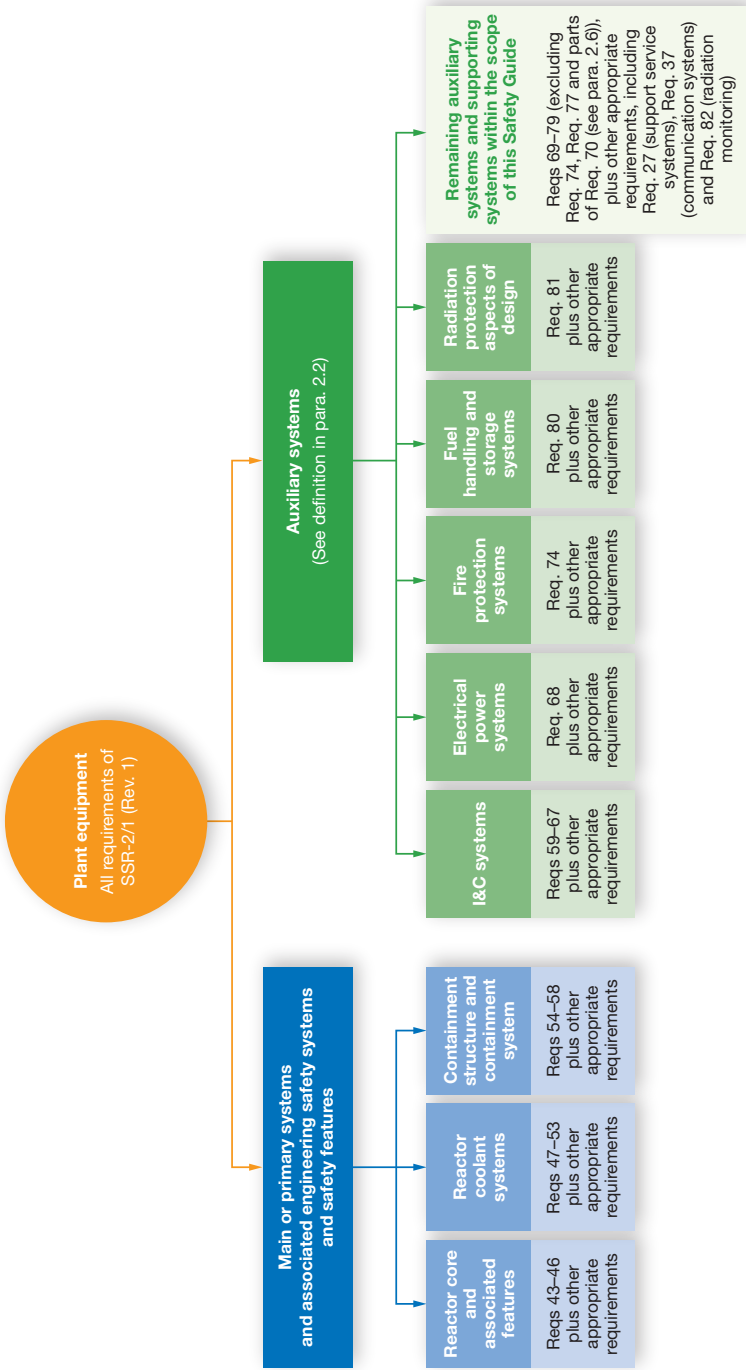 Plant equipment
All requirements of
SSR-2/1 (Rev. 1)
Main or primary systems
and associated engineering safety systems
and safety features
Auxiliary systems
(See definition in para. 2.2)
Reactor core
and
associated
features
Reqs 43–46
plus other
appropriate
requirements
Reactor
coolant
systems
Reqs 47–53
plus other
appropriate
requirements
Containment
structure and
containment
system
Reqs 54–58
plus other
appropriate
requirements
I&C systems
Reqs 59–67
plus other
appropriate
requirements
Electrical
power
systems
Req. 68
plus other
appropriate
requirements
Fire
protection
systems
Req. 74
plus other
appropriate
requirements
Fuel
handling and
storage
systems
Req. 80
plus other
appropriate
requirements
Radiation
protection
aspects of
design
Req. 81
plus other
appropriate
requirements
Remaining auxiliary
systems and supporting
systems within the scope
of this Safety Guide
Reqs 69–79 (excluding
Req. 74, Req. 77 and parts
of Req. 70 (see para. 2.6)),
plus other appropriate
requirements, including
Req. 27 (support service
systems), Req. 37
(communication systems)
and Req. 82 (radiation
monitoring)